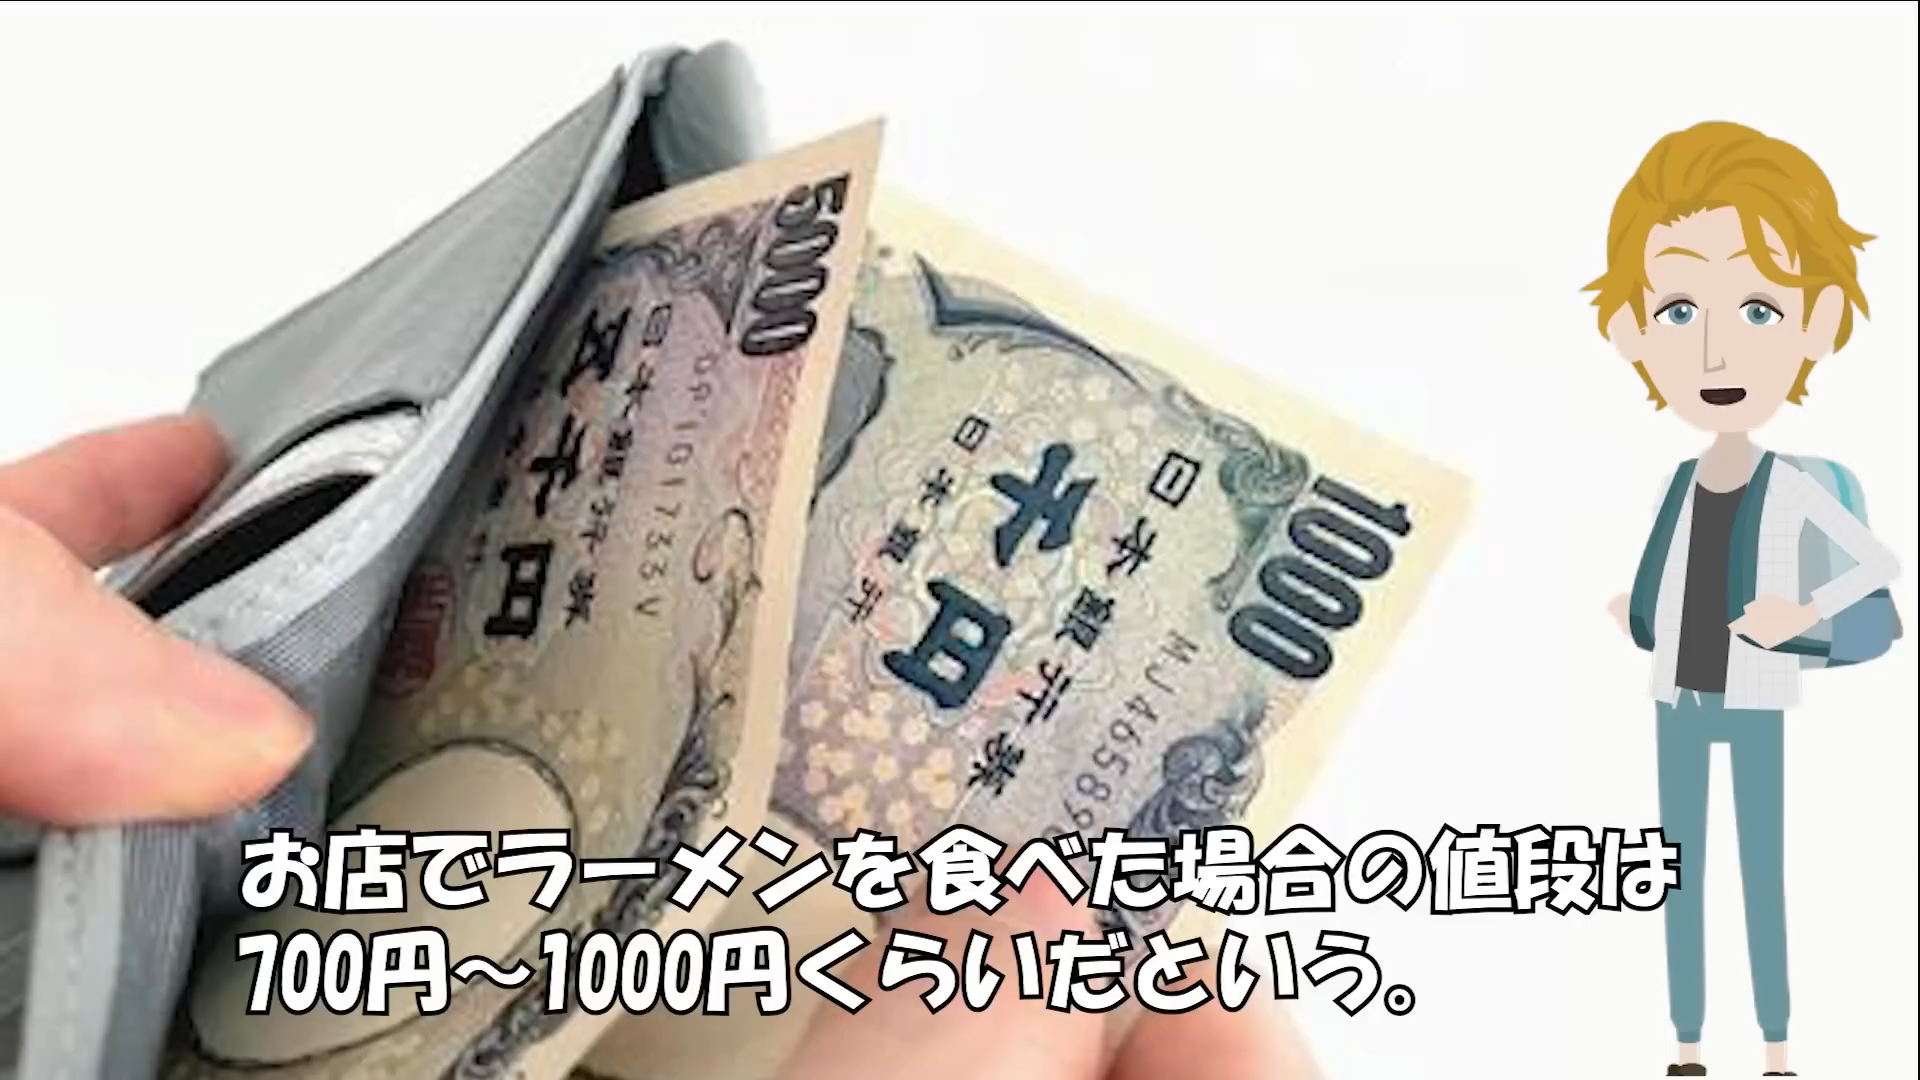 5000
日本銀行券
五千円
1000
日本銀行券
千円
日本銀行
お店でラーメンを食べた場合の値段は
700円～1000円くらいだという。